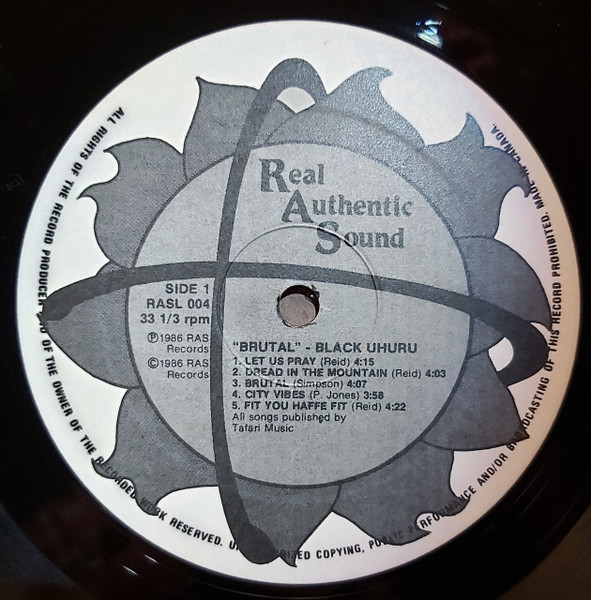 Real
Authentic
Sound
SIDE 1
RASL 004
33 1/3 rpm
Ⓟ1986 RAS
Records
©1986 RAS
Records
"BRUTAL" - BLACK UHURU
1. LET US PRAY (Reid) 4:15
2. DREAD IN THE MOUNTAIN (Reid) 4:03
3. BRUTAL (Simpson) 4:07
4. CITY VIBES (P. Jones) 3:58
5. FIT YOU HAFFE FIT (Reid) 4:22
All songs published by
Tafari Music
ALL RIGHTS OF THE RECORD PRODUCER OF THE OWNER OF THE WORK RESERVED. COPYING, PUBLIC PERFORMANCE AND/OR BROADCASTING OF THIS RECORD PROHIBITED. MADE IN CANADA.